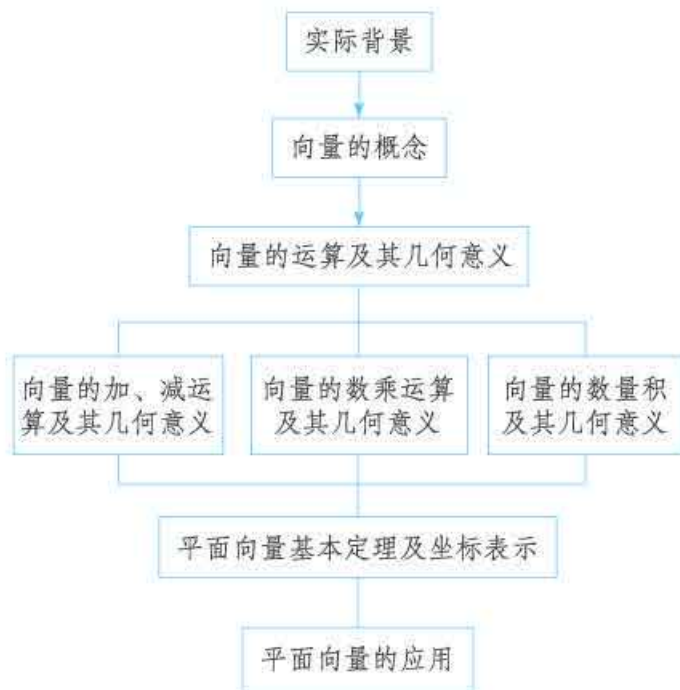 实际背景
向量的概念
向量的运算及其几何意义
向量的加、减运
算及其几何意义
向量的数乘运算
及其几何意义
向量的数量积
及其几何意义
平面向量基本定理及坐标表示
平面向量的应用